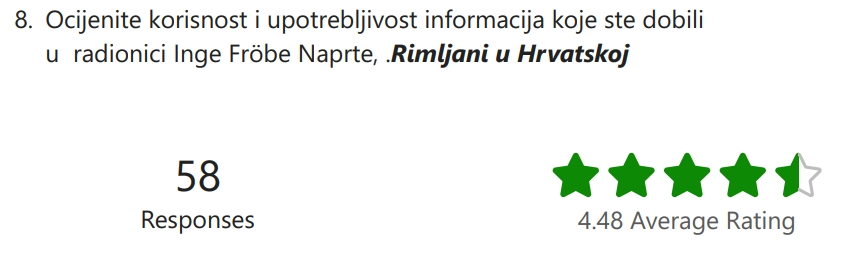 8. Ocijenite korisnost i upotrebljivost informacija koje ste dobili
u radionici Inge Fröbe Naprte, .Rimljani u Hrvatskoj
58
Responses
4.48 Average Rating